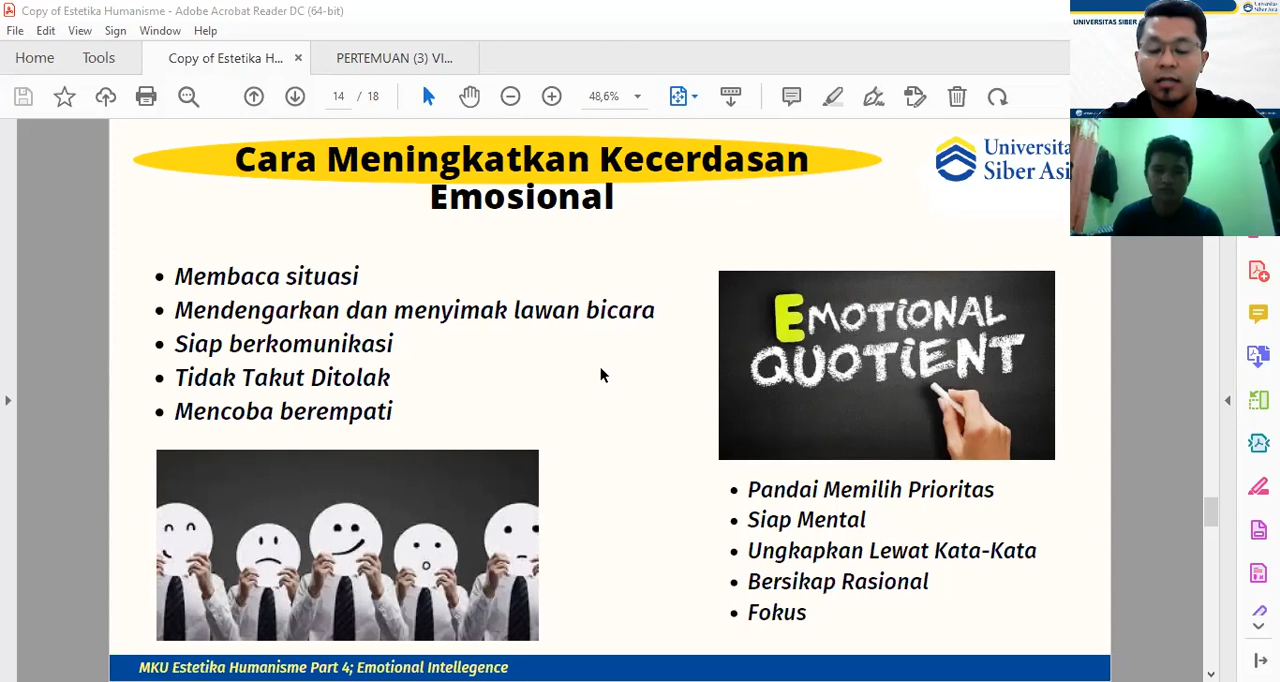 Copy of Estetika Humanisme - Adobe Acrobat Reader DC (64-bit)
File Edit View Sign Window Help
Home Tools Copy of Estetika H... × PERTEMUAN (3) VI...
14 / 18 48,6%
UNIVERSITAS SIBER
Cara Meningkatkan Kecerdasan
Emosional
Universita
Siber Asi
Membaca situasi
Mendengarkan dan menyimak lawan bicara
Siap berkomunikasi
Tidak Takut Ditolak
Mencoba berempati
EMOTIONAL
QUOTIENT
Pandai Memilih Prioritas
Siap Mental
Ungkapkan Lewat Kata-Kata
Bersikap Rasional
Fokus
MKU Estetika Humanisme Part 4; Emotional Intellegence